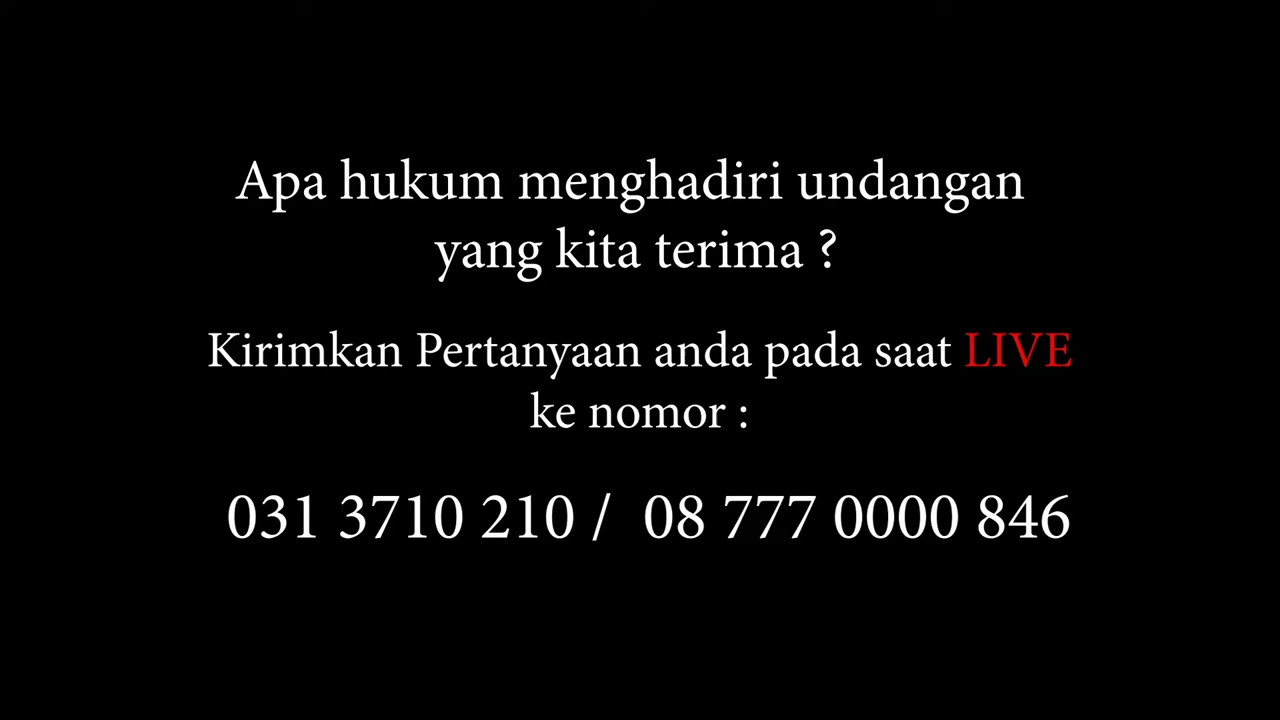 Apa hukum menghadiri undangan
yang kita terima ?
Kirimkan Pertanyaan anda pada saat LIVE
ke nomor :
031 3710 210 / 08 777 0000 846